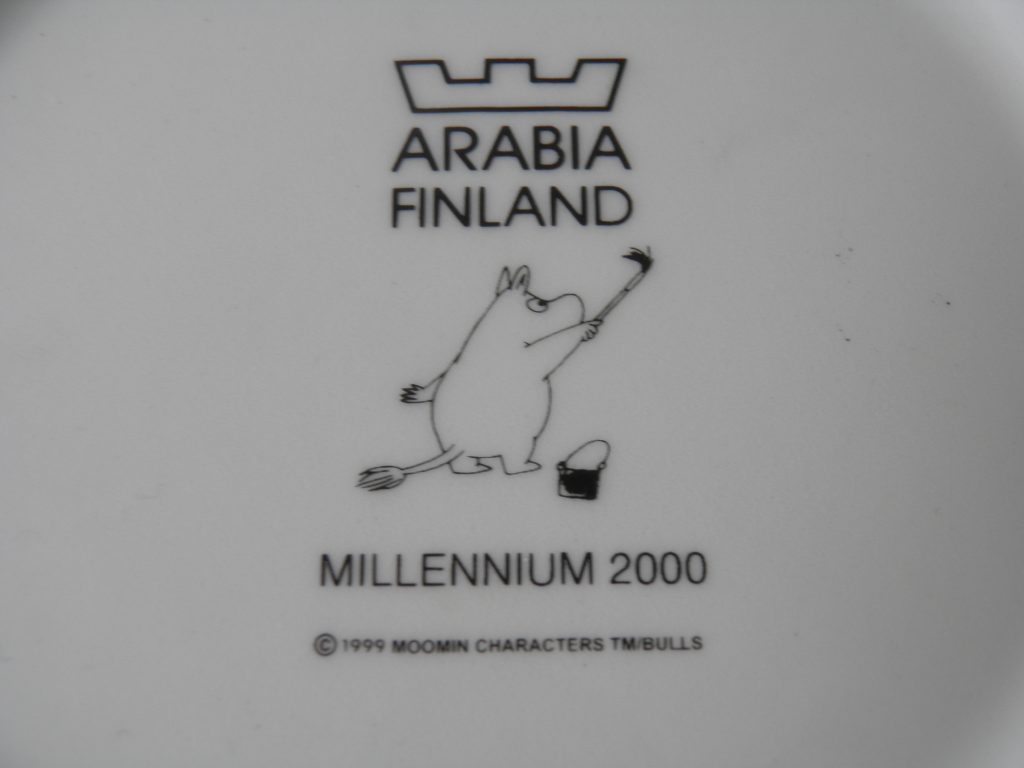 ARABIA
FINLAND
MILLENNIUM 2000
© 1999 MOOMIN CHARACTERS TM/BULLS